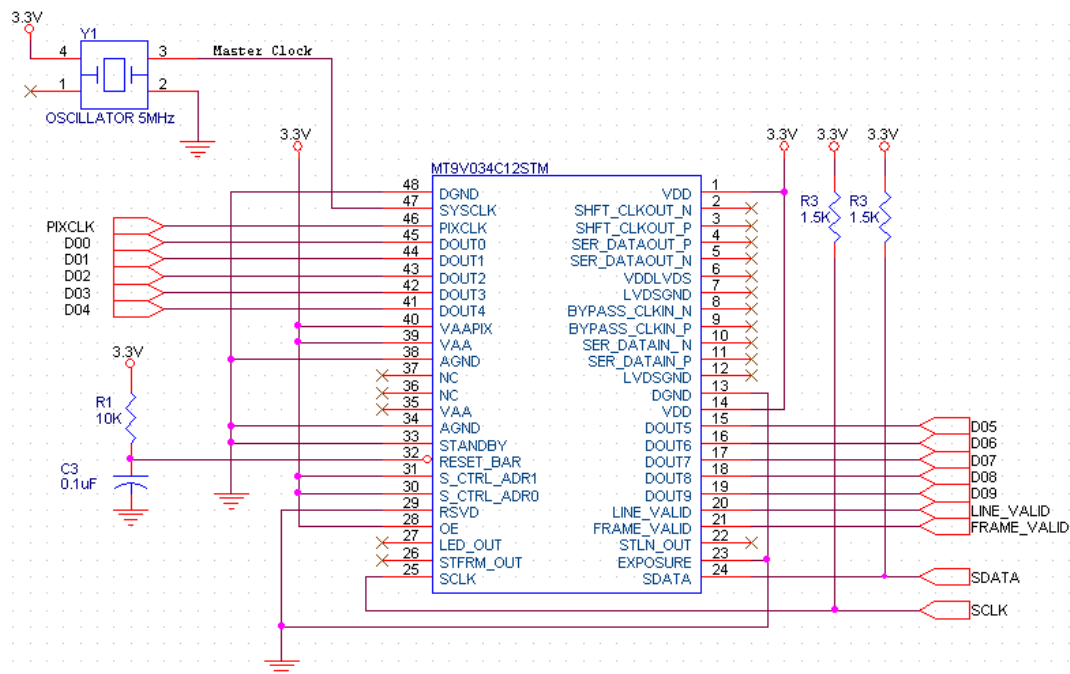 3.3V
Y1
4
3
Master Clock
1
2
OSCILLATOR 5MHz
3.3V
3.3V
3.3V
3.3V
MT9V034C12STM
48 DGND VDD 1
47 SYSCLK SHFT_CLKOUT_N 2
PIXCLK 46 PIXCLK SHFT_CLKOUT_P 3
D00 45 DOUT0 SER_DATAOUT_P 4
D01 44 DOUT1 SER_DATAOUT_N 5
D02 43 DOUT2 VDDLVDS 6
D03 42 DOUT3 LVDSGND 7
D04 41 DOUT4 BYPASS_CLKIN_N 8
40 VAAPIX BYPASS_CLKIN_P 9
39 VAA SER_DATAIN_N 10
38 AGND SER_DATAIN_P 11
37 NC LVDSGND 12
36 NC DGND 13
35 VAA VDD 14
34 AGND DOUT5 15 D05
33 STANDBY DOUT6 16 D06
32 RESET_BAR DOUT7 17 D07
31 S_CTRL_ADR1 DOUT8 18 D08
30 S_CTRL_ADR0 DOUT9 19 D09
29 RSVD LINE_VALID 20 LINE_VALID
28 OE FRAME_VALID 21 FRAME_VALID
27 LED_OUT STLN_OUT 22
26 STFRM_OUT EXPOSURE 23
25 SCLK SDATA 24 SDATA
SCLK
R3
1.5K
R3
1.5K
3.3V
R1
10K
C3
0.1uF